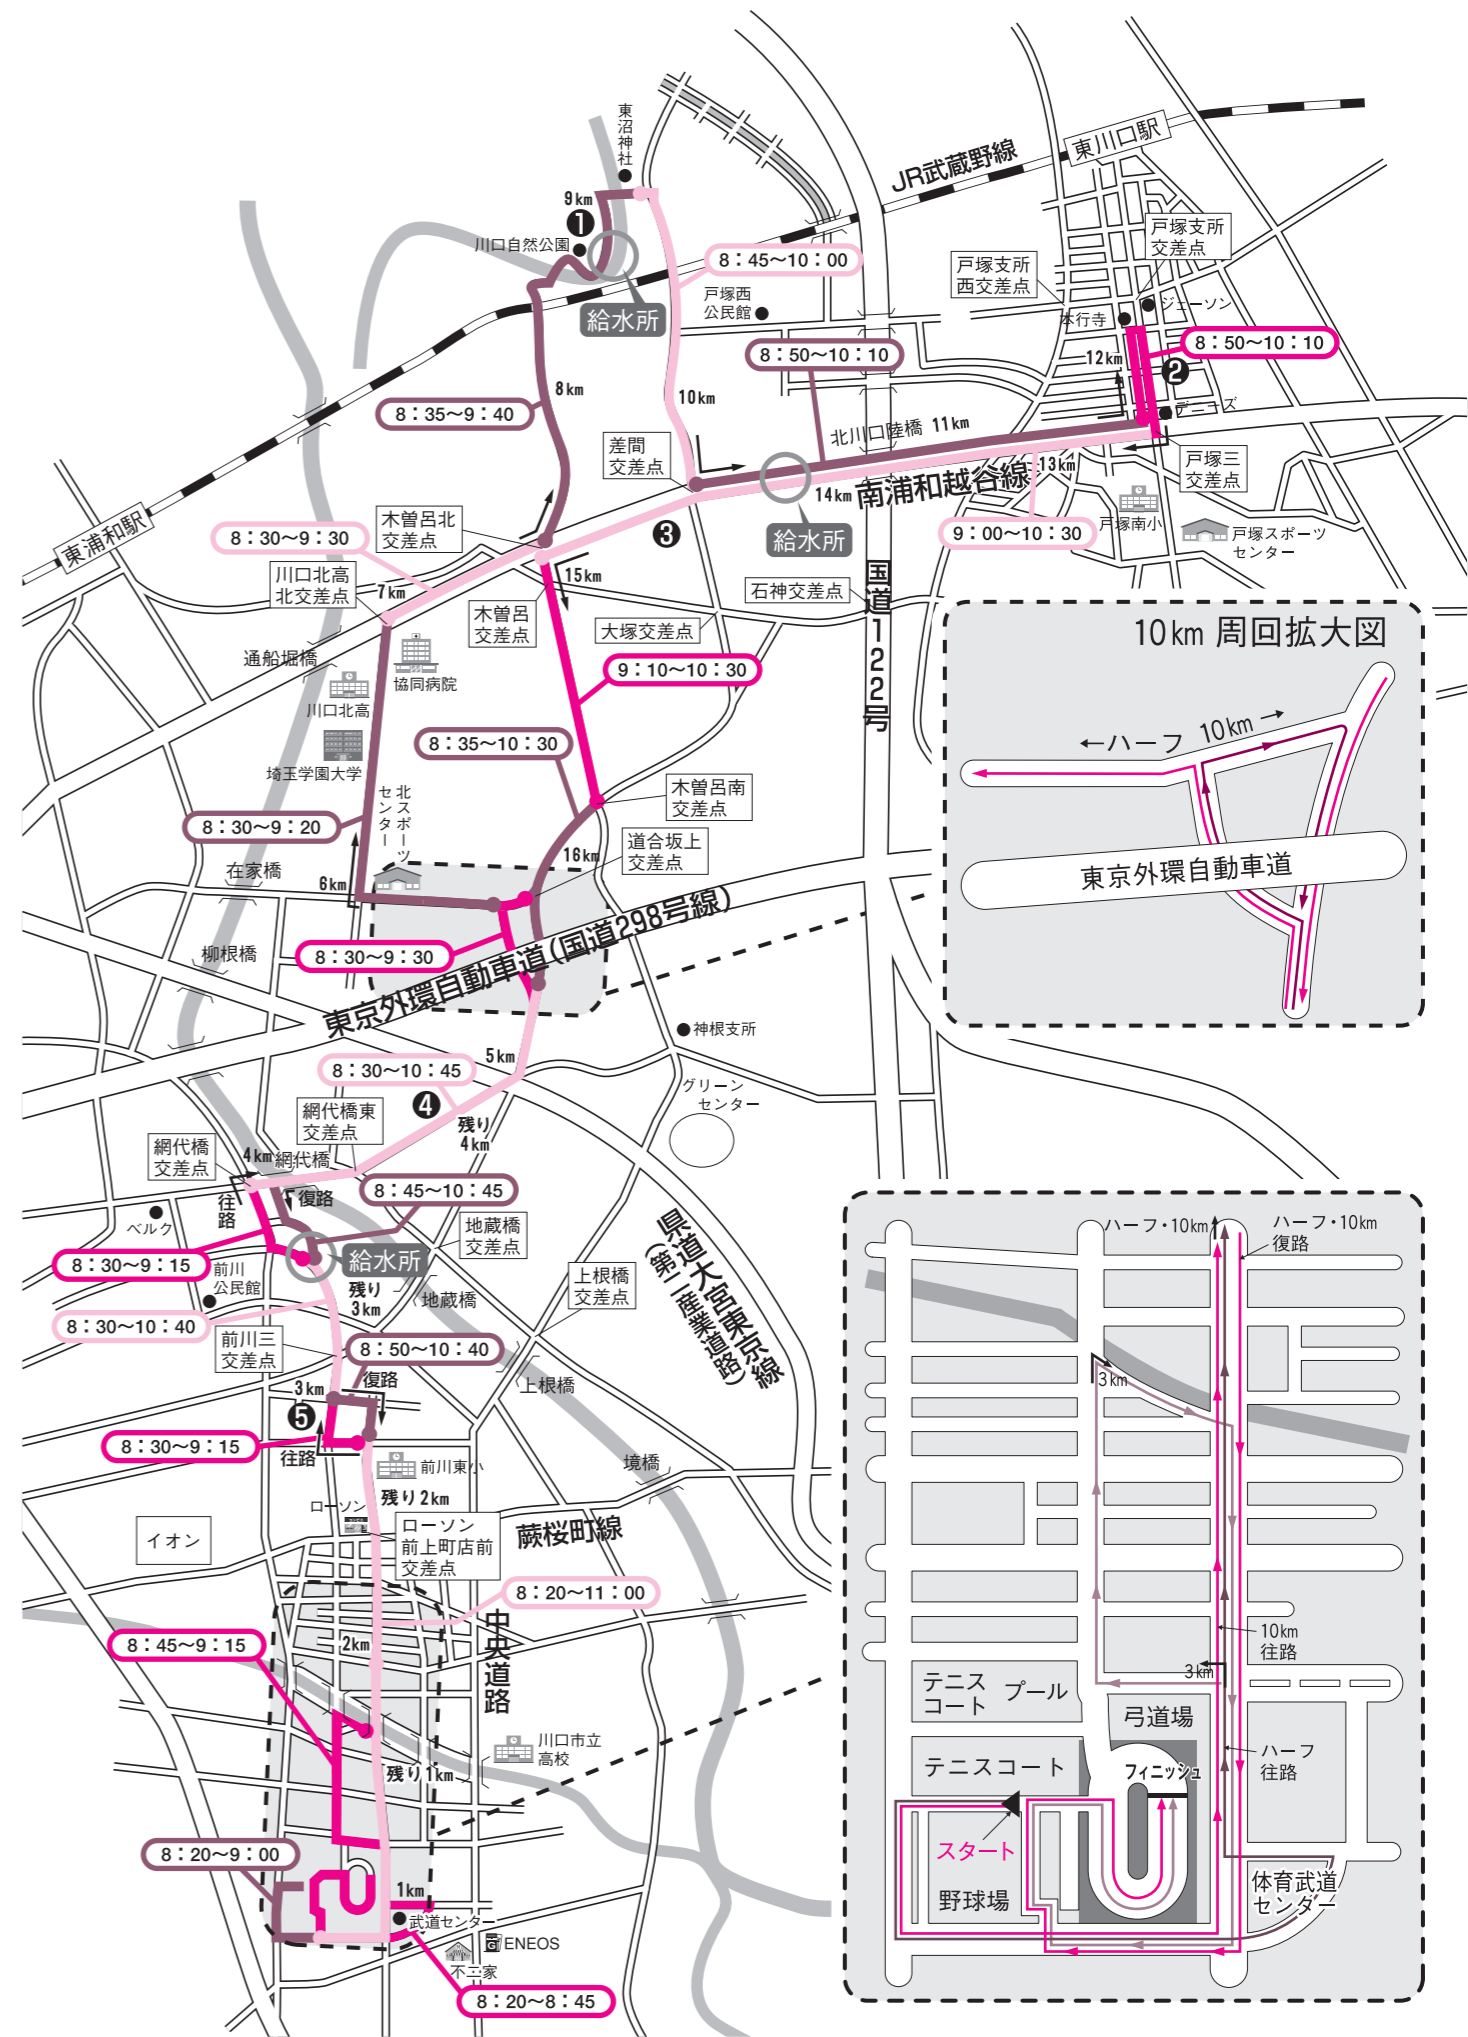 東沼神社
9km
❶
川口自然公園
給水所
8：45〜10：00
JR武蔵野線
東川口駅
戸塚支所
交差点
戸塚支所
西交差点
ジェーソン
本行寺
戸塚西
公民館
8：50〜10：10
8：50〜10：10
12km
❷
デニーズ
8km
8：35〜9：40
10km
北川口陸橋
11km
差間
交差点
13km
戸塚三
交差点
14km
南浦和越谷線
東浦和駅
木曽呂北
交差点
8：30〜9：30
❸
給水所
9：00〜10：30
戸塚南小
戸塚スポーツ
センター
川口北高
北交差点
7km
15km
石神交差点
国道122号
木曽呂
交差点
大塚交差点
通船堀橋
協同病院
川口北高
9：10〜10：30
埼玉学園大学
8：35〜10：30
北スポーツ
センター
木曽呂南
交差点
8：30〜9：20
道合坂上
交差点
16km
在家橋
6km
柳根橋
8：30〜9：30
東京外環自動車道（国道298号線）
神根支所
5km
8：30〜10：45
❹
グリーン
センター
網代橋東
交差点
残り
4km
網代橋
交差点
4km
網代橋
往路
復路
8：45〜10：45
ベルク
地蔵橋
交差点
8：30〜9：15
前川
公民館
給水所
県道大宮東京線
（第二産業道路）
残り
3km
地蔵橋
上根橋
交差点
8：30〜10：40
前川三
交差点
8：50〜10：40
上根橋
3km
復路
❺
8：30〜9：15
往路
前川東小
境橋
残り2km
ローソン
イオン
ローソン
前上町店前
交差点
蕨桜町線
8：20〜11：00
中央道路
8：45〜9：15
2km
川口市立
高校
残り1km
8：20〜9：00
1km
武道センター
ENEOS
不二家
8：20〜8：45
10km 周回拡大図
←ハーフ
10km→
東京外環自動車道
ハーフ・10km
ハーフ・10km
復路
3km
10km
往路
3km
テニス
コート
プール
弓道場
ハーフ
往路
テニスコート
フィニッシュ
スタート
野球場
体育武道
センター